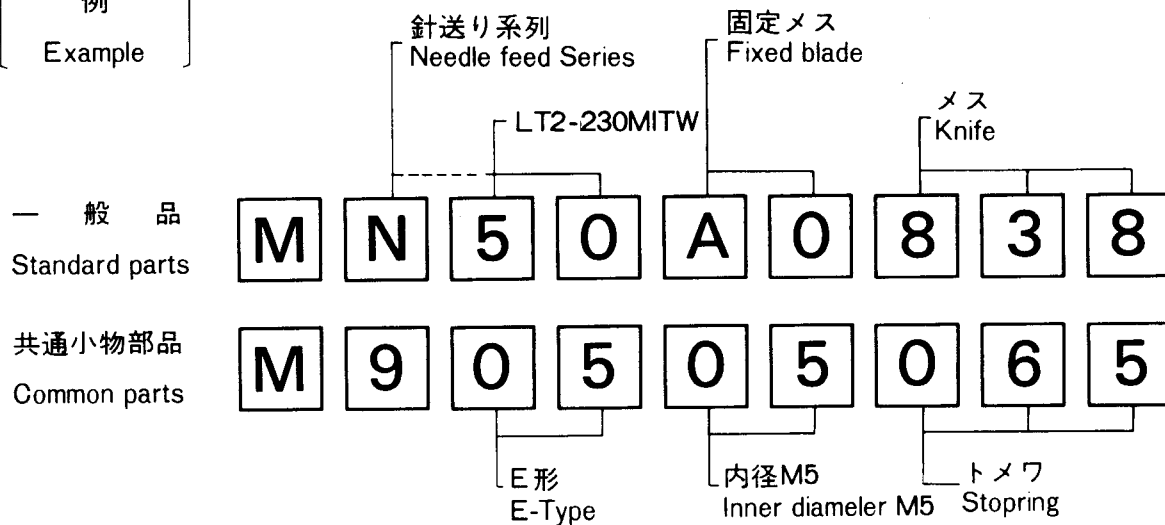 例
Example
針送り系列
Needle feed Series
固定メス
Fixed blade
LT2-230MITW
メス
Knife
一般品
Standard parts
M N 5 0 A 0 8 3 8
共通小物部品
Common parts
M 9 0 5 0 5 0 6 5
E形
E-Type
内径M5
Inner diameler M5
トメワ
Stopring